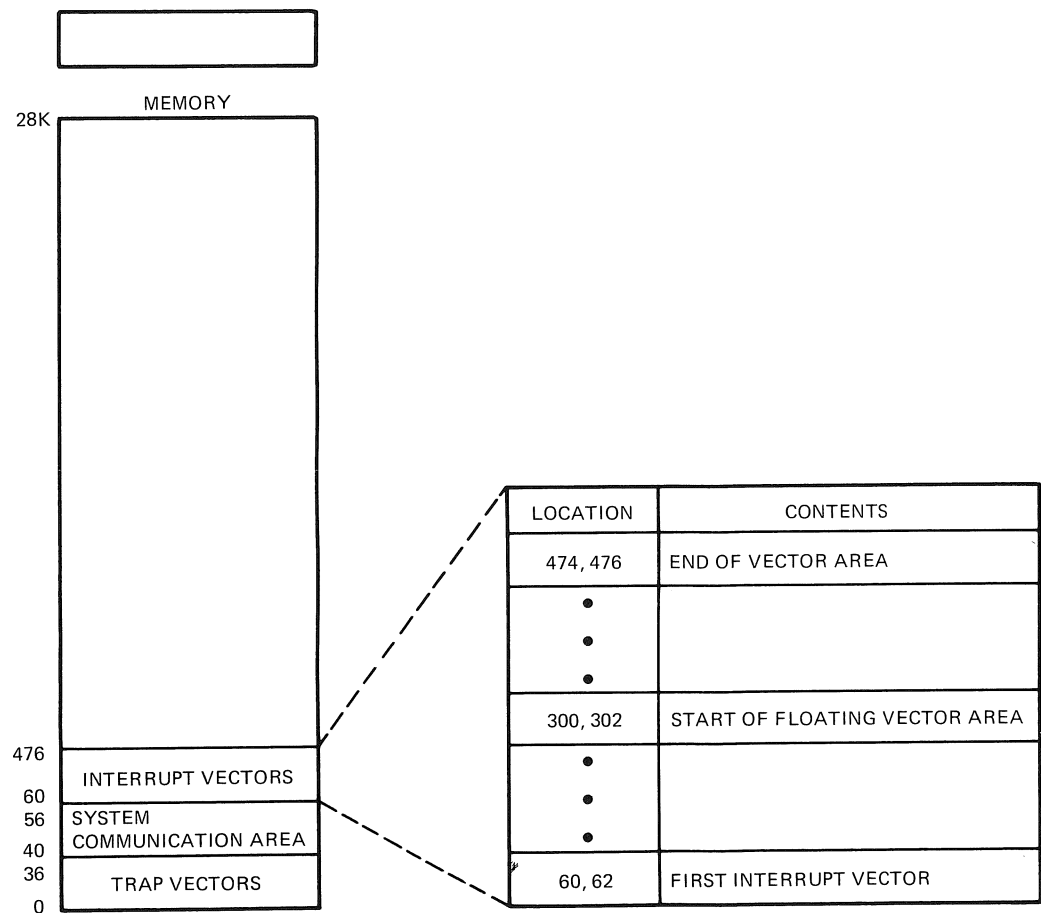 MEMORY
28K
476
INTERRUPT VECTORS
60
56
SYSTEM
COMMUNICATION AREA
40
36
TRAP VECTORS
0
LOCATION CONTENTS
474, 476 END OF VECTOR AREA
300, 302 START OF FLOATING VECTOR AREA
60, 62 FIRST INTERRUPT VECTOR